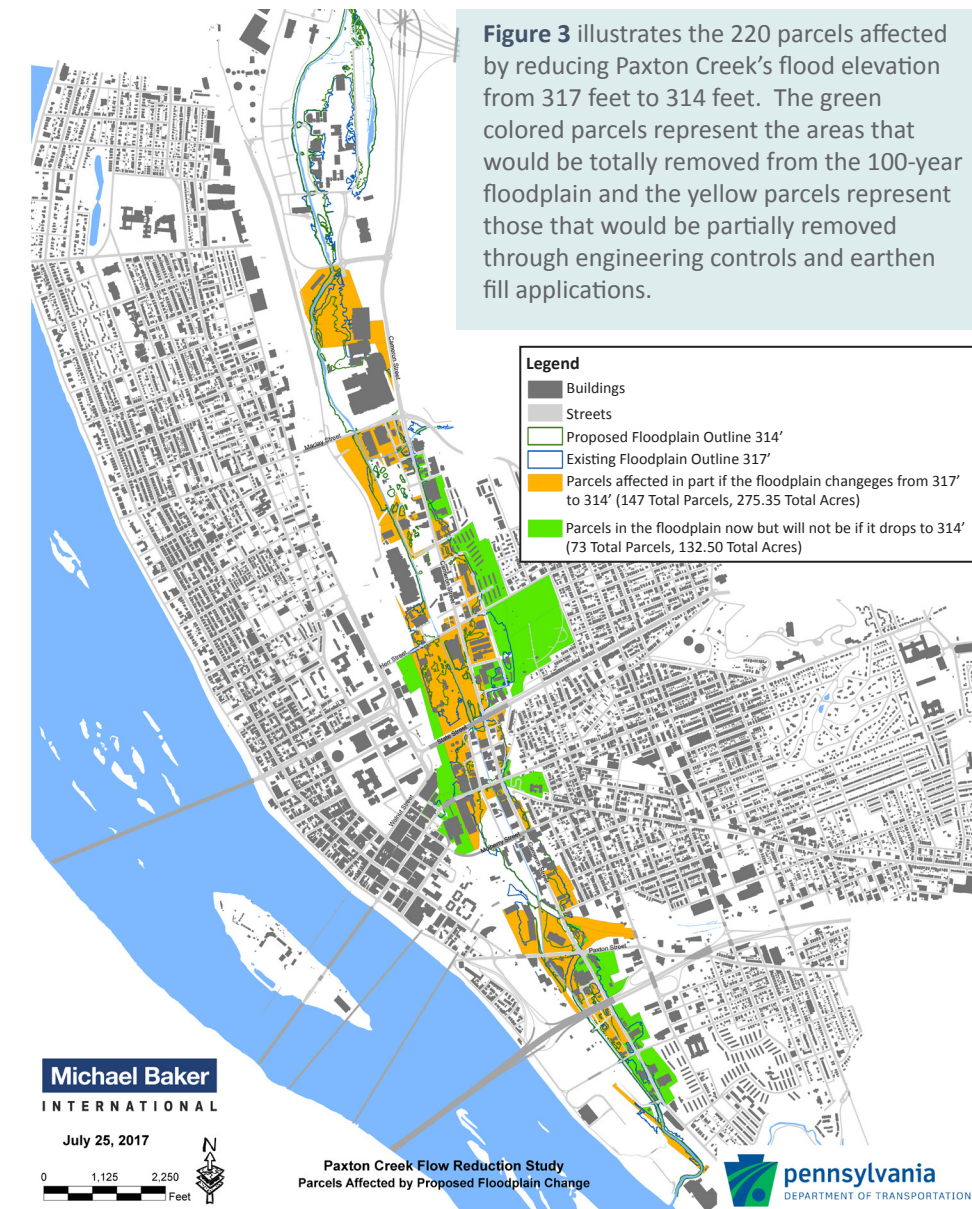 Figure 3 illustrates the 220 parcels affected
by reducing Paxton Creek's flood elevation
from 317 feet to 314 feet. The green
colored parcels represent the areas that
would be totally removed from the 100-year
floodplain and the yellow parcels represent
those that would be partially removed
through engineering controls and earthen
fill applications.
Legend
Buildings
Streets
Proposed Floodplain Outline 314'
Existing Floodplain Outline 317'
Parcels affected in part if the floodplain changeges from 317'
to 314' (147 Total Parcels, 275.35 Total Acres)
Parcels in the floodplain now but will not be if it drops to 314'
(73 Total Parcels, 132.50 Total Acres)
Cameron Street
Maclay Street
Herr Street
State Street
Walnut Street
Mulberry Street
Paxton Street
Michael Baker
INTERNATIONAL
July 25, 2017
N
0 1,125 2,250
Feet
Paxton Creek Flow Reduction Study
Parcels Affected by Proposed Floodplain Change
pennsylvania
DEPARTMENT OF TRANSPORTATION